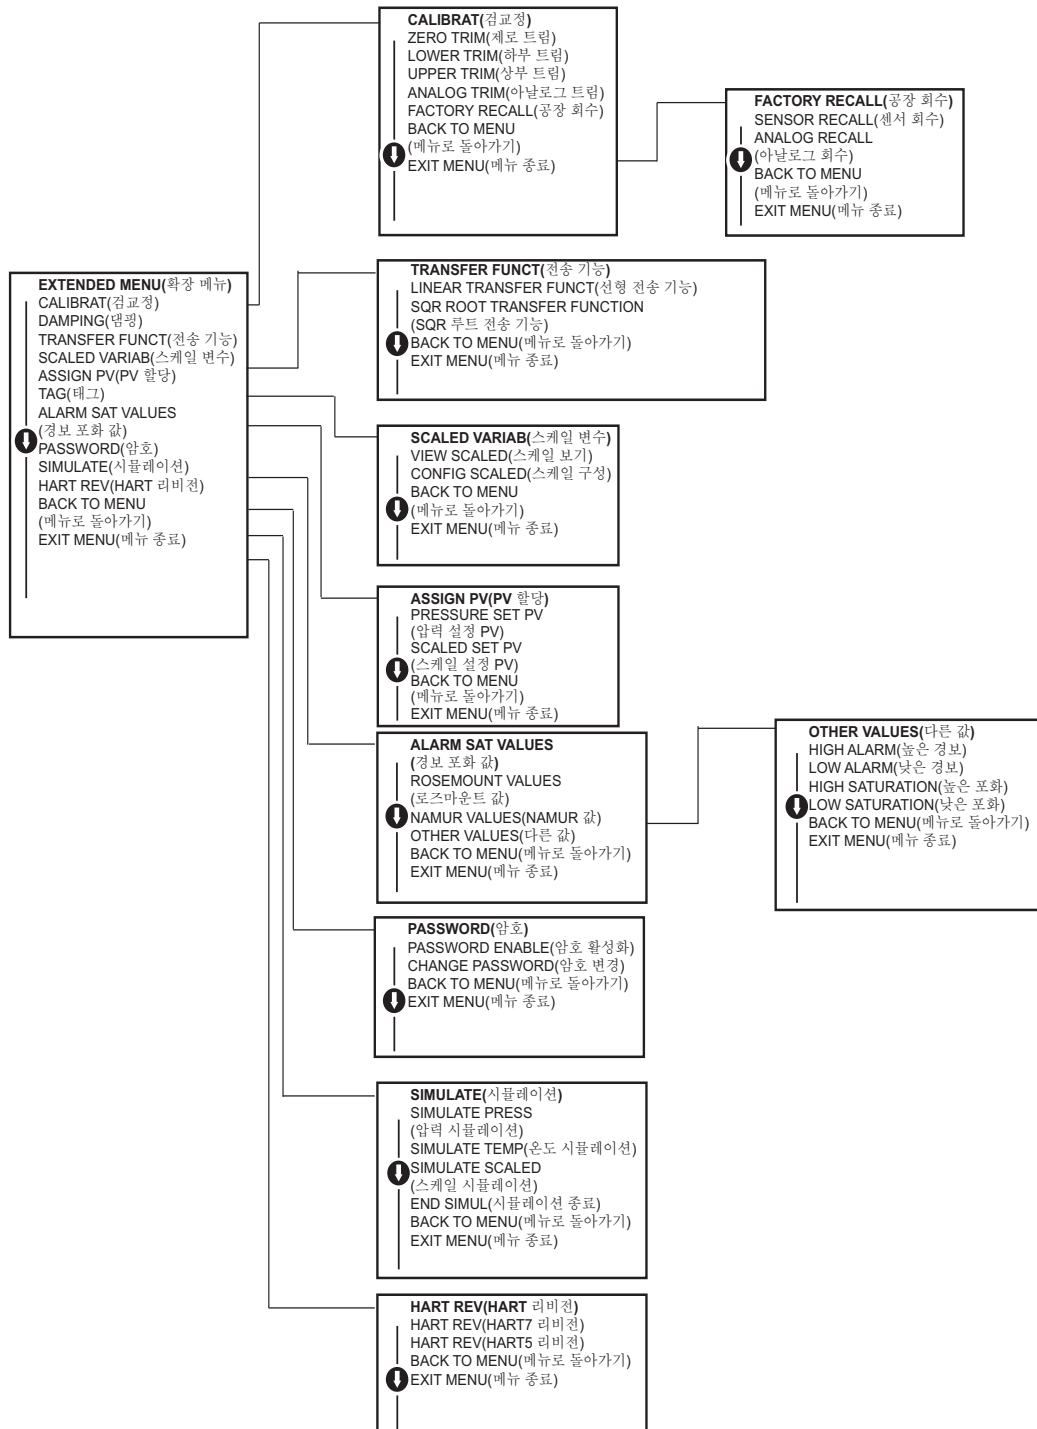 CALIBRAT(검교정)
ZERO TRIM(제로 트림)
LOWER TRIM(하부 트림)
UPPER TRIM(상부 트림)
ANALOG TRIM(아날로그 트림)
FACTORY RECALL(공장 회수)
BACK TO MENU
(메뉴로 돌아가기)
EXIT MENU(메뉴 종료)
FACTORY RECALL(공장 회수)
SENSOR RECALL(센서 회수)
ANALOG RECALL
(아날로그 회수)
BACK TO MENU
(메뉴로 돌아가기)
EXIT MENU(메뉴 종료)
EXTENDED MENU(확장 메뉴)
CALIBRAT(검교정)
DAMPING(댐핑)
TRANSFER FUNCT(전송 기능)
SCALED VARIAB(스케일 변수)
ASSIGN PV(PV 할당)
TAG(태그)
ALARM SAT VALUES
(경보 포화 값)
PASSWORD(암호)
SIMULATE(시뮬레이션)
HART REV(HART 리비전)
BACK TO MENU
(메뉴로 돌아가기)
EXIT MENU(메뉴 종료)
TRANSFER FUNCT(전송 기능)
LINEAR TRANSFER FUNCT(선형 전송 기능)
SQR ROOT TRANSFER FUNCTION
(SQR 루트 전송 기능)
BACK TO MENU(메뉴로 돌아가기)
EXIT MENU(메뉴 종료)
SCALED VARIAB(스케일 변수)
VIEW SCALED(스케일 보기)
CONFIG SCALED(스케일 구성)
BACK TO MENU
(메뉴로 돌아가기)
EXIT MENU(메뉴 종료)
ASSIGN PV(PV 할당)
PRESSURE SET PV
(압력 설정 PV)
SCALED SET PV
(스케일 설정 PV)
BACK TO MENU
(메뉴로 돌아가기)
EXIT MENU(메뉴 종료)
ALARM SAT VALUES
(경보 포화 값)
ROSEMOUNT VALUES
(로즈마운트 값)
NAMUR VALUES(NAMUR 값)
OTHER VALUES(다른 값)
BACK TO MENU(메뉴로 돌아가기)
EXIT MENU(메뉴 종료)
OTHER VALUES(다른 값)
HIGH ALARM(높은 경보)
LOW ALARM(낮은 경보)
HIGH SATURATION(높은 포화)
LOW SATURATION(낮은 포화)
BACK TO MENU(메뉴로 돌아가기)
EXIT MENU(메뉴 종료)
PASSWORD(암호)
PASSWORD ENABLE(암호 활성화)
CHANGE PASSWORD(암호 변경)
BACK TO MENU(메뉴로 돌아가기)
EXIT MENU(메뉴 종료)
SIMULATE(시뮬레이션)
SIMULATE PRESS
(압력 시뮬레이션)
SIMULATE TEMP(온도 시뮬레이션)
SIMULATE SCALED
(스케일 시뮬레이션)
END SIMUL(시뮬레이션 종료)
BACK TO MENU(메뉴로 돌아가기)
EXIT MENU(메뉴 종료)
HART REV(HART 리비전)
HART REV(HART7 리비전)
HART REV(HART5 리비전)
BACK TO MENU(메뉴로 돌아가기)
EXIT MENU(메뉴 종료)